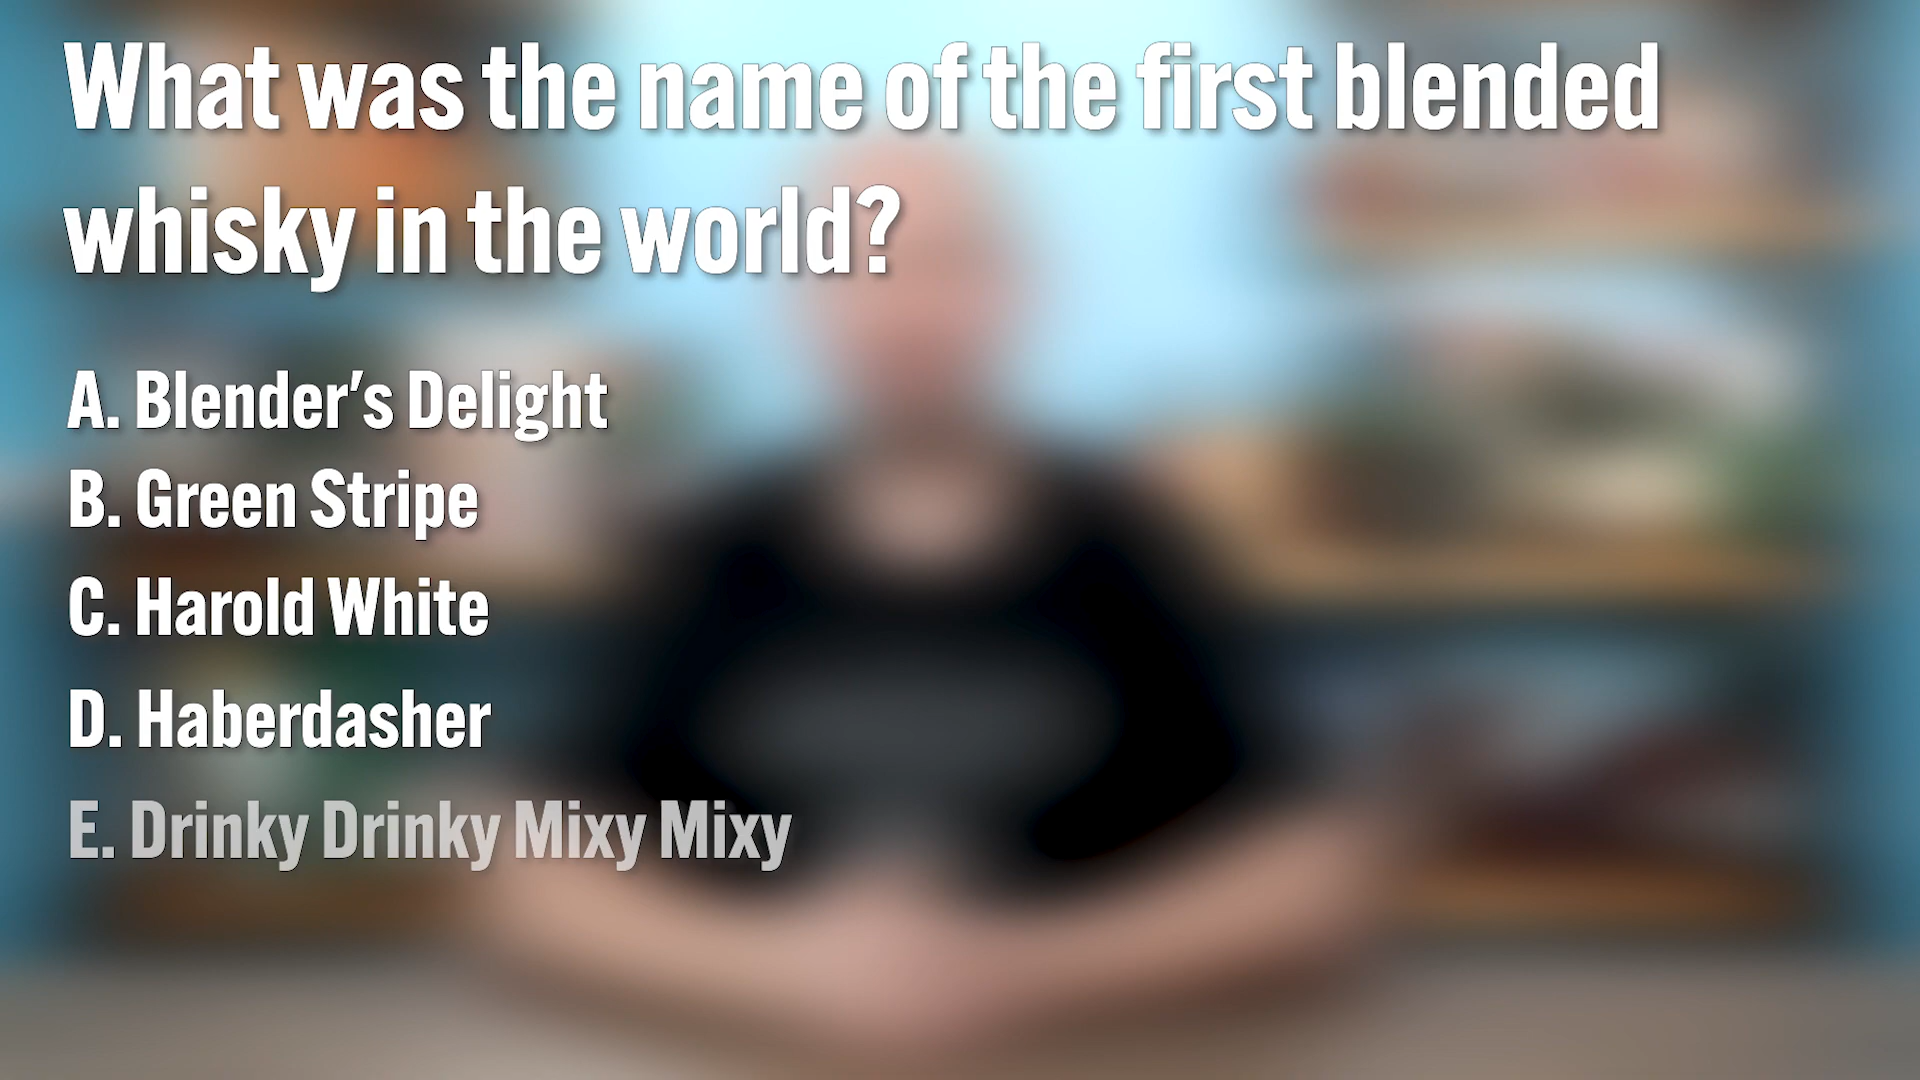 What was the name of the first blended
whisky in the world?
A. Blender's Delight
B. Green Stripe
C. Harold White
D. Haberdasher
E. Drinky Drinky Mixy Mixy